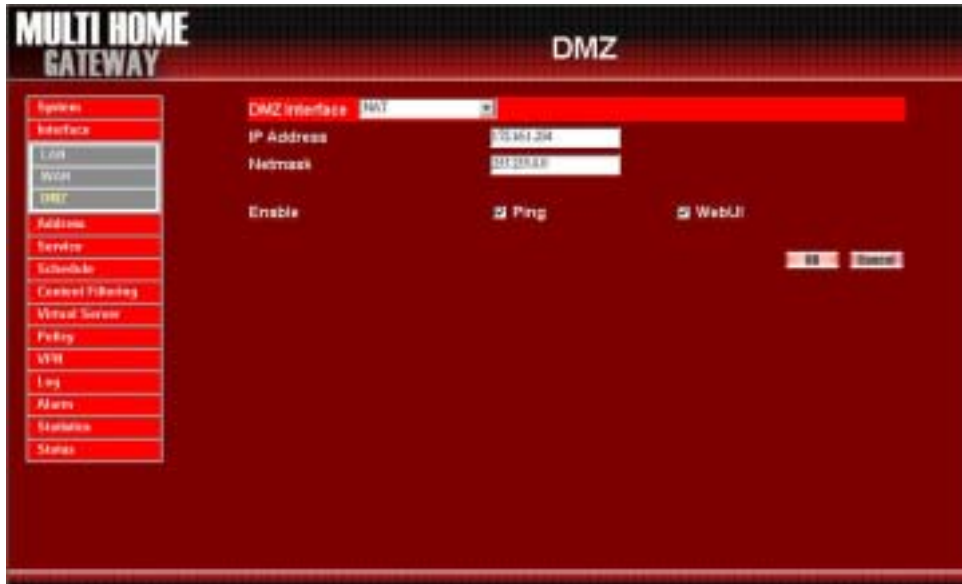 MULTI HOME
GATEWAY
DMZ
System
Interface
LAN
WAN
DMZ
Address
Service
Schedule
Content Filtering
Virtual Server
Policy
VPN
Log
Alarm
Statistics
Status
DMZ Interface NAT
IP Address
Netmask
Enable Ping WebUI
OK Cancel